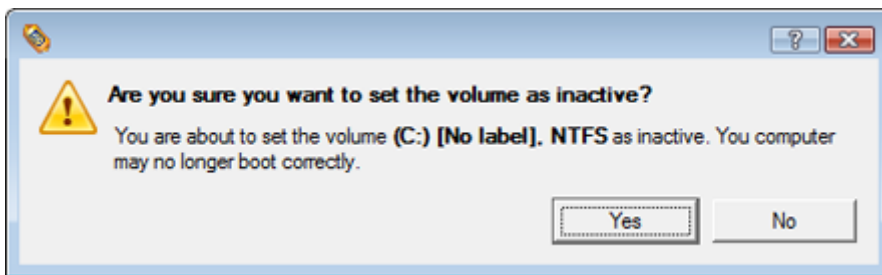 Are you sure you want to set the volume as inactive?
You are about to set the volume (C:) [No label], NTFS as inactive. You computer
may no longer boot correctly.
Yes
No